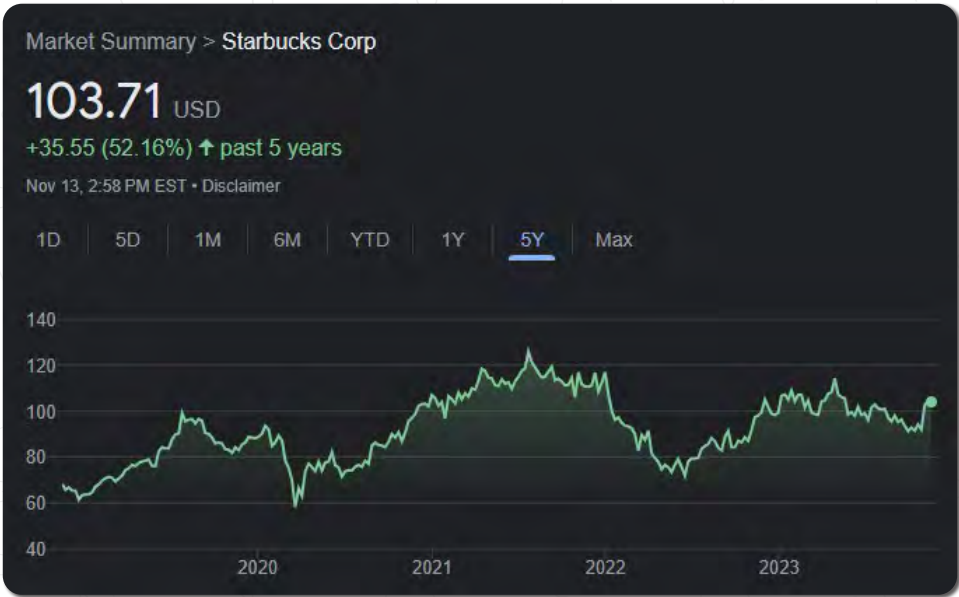 Market Summary > Starbucks Corp
103.71 USD
+35.55 (52.16%) ↑ past 5 years
Nov 13, 2:58 PM EST • Disclaimer
1D 5D 1M 6M YTD 1Y 5Y Max
140
120
100
80
60
40
2020 2021 2022 2023